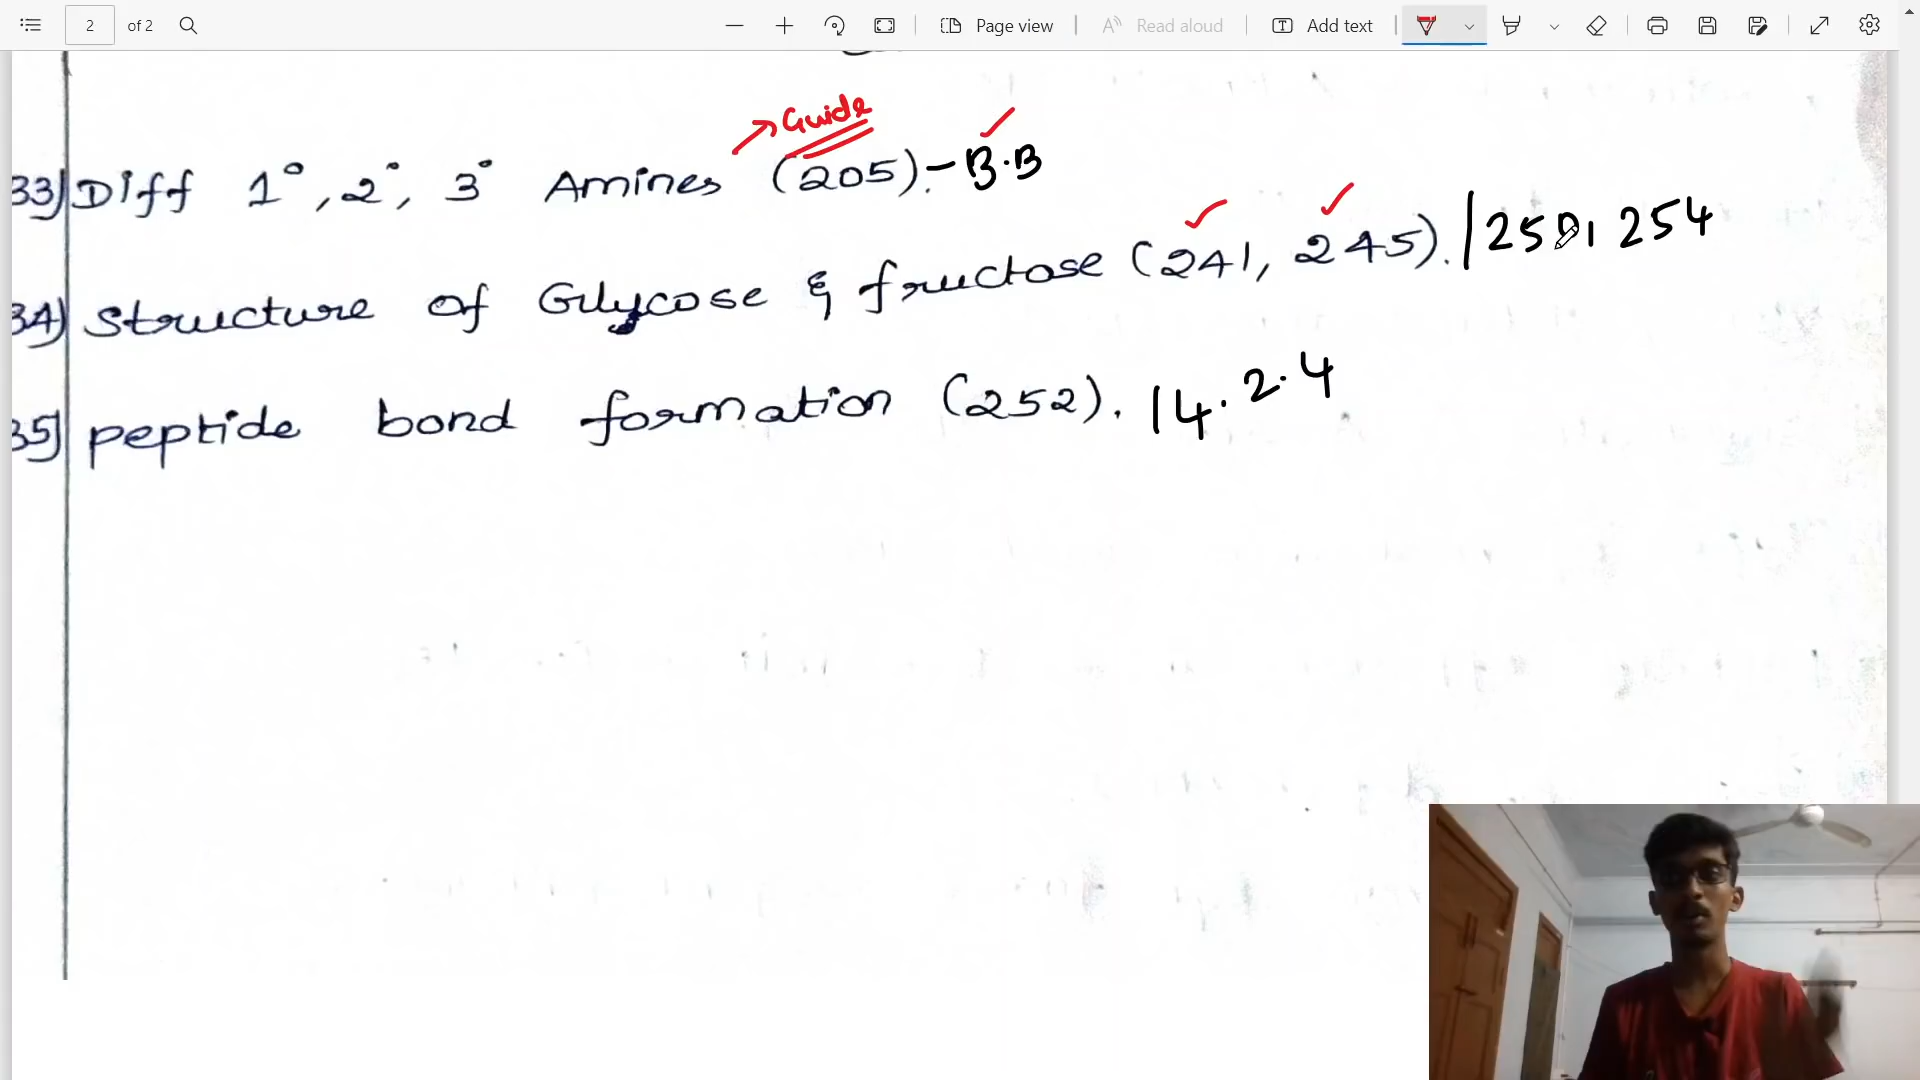 2 of 2 Page view Read aloud Add text
→ Guide
33) Diff 1°, 2°, 3° Amines (205). - B.B
34) Structure of Glycose & fructose (241, 245). / 250, 254
35) peptide bond formation (252). 14.2.4